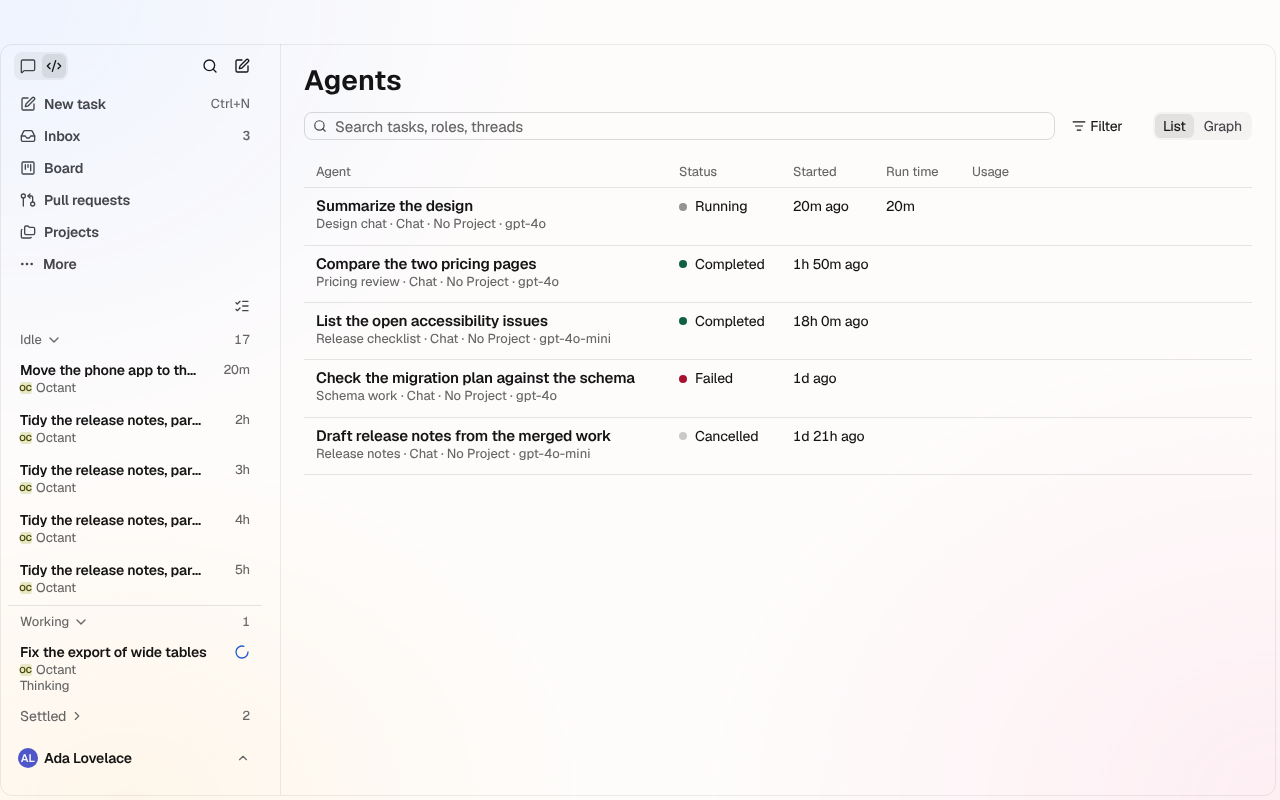 New task Ctrl+N
Inbox 3
Board
Pull requests
Projects
More
Idle 17
Move the phone app to th... 20m
OC Octant
Tidy the release notes, par... 2h
OC Octant
Tidy the release notes, par... 3h
OC Octant
Tidy the release notes, par... 4h
OC Octant
Tidy the release notes, par... 5h
OC Octant
Working 1
Fix the export of wide tables
OC Octant
Thinking
Settled 2
AL Ada Lovelace
Agents
Search tasks, roles, threads Filter List Graph
Agent Status Started Run time Usage
Summarize the design Running 20m ago 20m
Design chat · Chat · No Project · gpt-4o
Compare the two pricing pages Completed 1h 50m ago
Pricing review · Chat · No Project · gpt-4o
List the open accessibility issues Completed 18h 0m ago
Release checklist · Chat · No Project · gpt-4o-mini
Check the migration plan against the schema Failed 1d ago
Schema work · Chat · No Project · gpt-4o
Draft release notes from the merged work Cancelled 1d 21h ago
Release notes · Chat · No Project · gpt-4o-mini